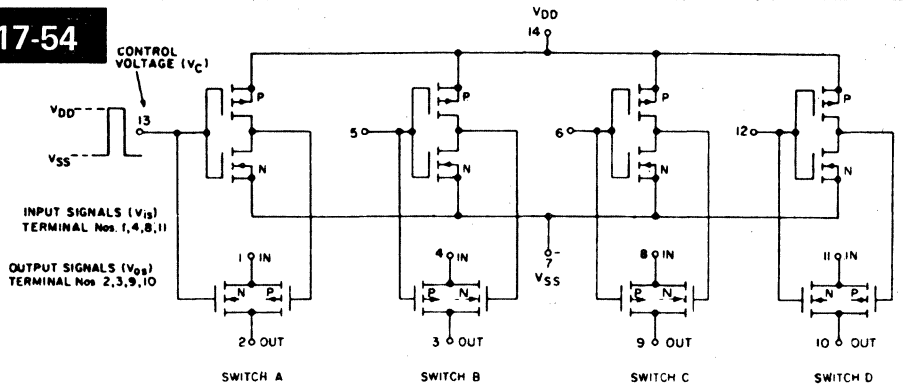 17-54
CONTROL
VOLTAGE (VC)
VDD
14
VDD
13
VSS
5
6
12
P
P
P
P
N
N
N
N
INPUT SIGNALS (Vis)
TERMINAL Nos. 1,4,8,11
OUTPUT SIGNALS (Vos)
TERMINAL Nos 2,3,9,10
7
VSS
1 IN
4 IN
8 IN
11 IN
N P
P N
P N
N P
2 OUT
3 OUT
9 OUT
10 OUT
SWITCH A
SWITCH B
SWITCH C
SWITCH D